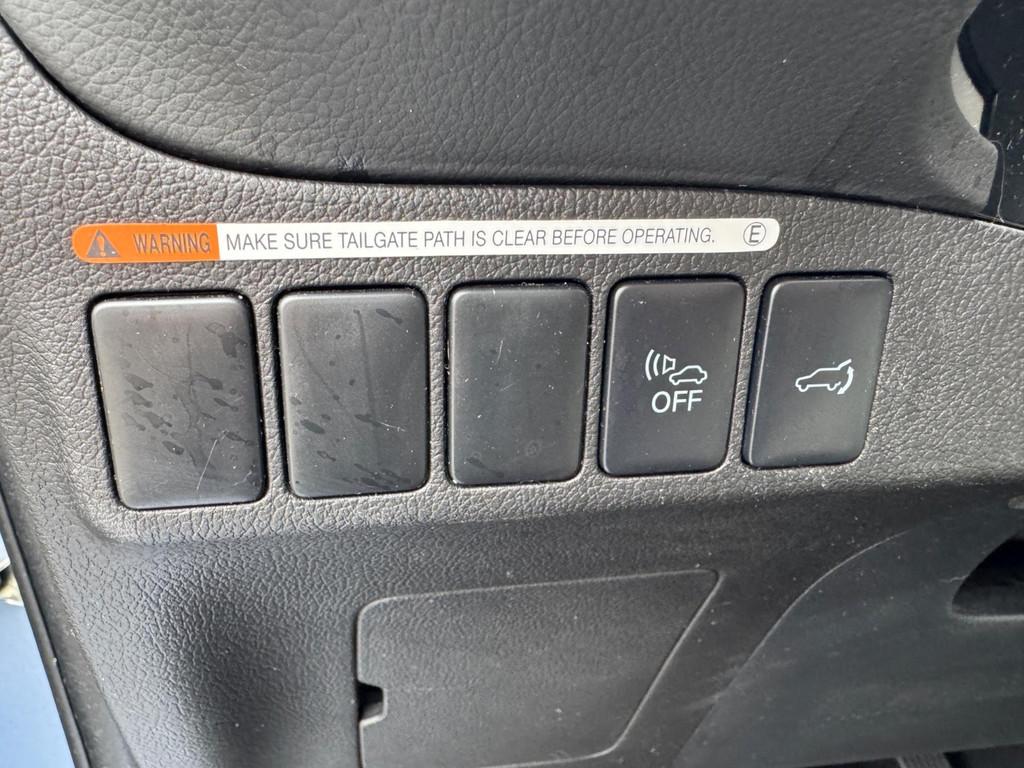 WARNING MAKE SURE TAILGATE PATH IS CLEAR BEFORE OPERATING. E
OFF